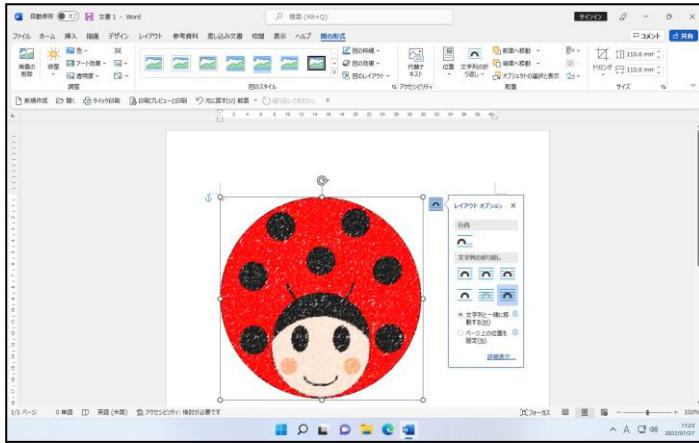 自動保存 オフ 文書 1 - Word 検索 (Alt+Q) サインイン
ファイル ホーム 挿入 描画 デザイン レイアウト 参考資料 差し込み文書 校閲 表示 ヘルプ 図の形式 コメント 共有
背景の削除 修整 色 アート効果 透明度 図の枠線 図の効果 図のレイアウト 代替テキスト 位置 文字列の折り返し 前面へ移動 背面へ移動 オブジェクトの選択と表示 トリミング 110.6 mm 110.6 mm
調整 図のスタイル アクセシビリティ 配置 サイズ
新規作成 開く クイック印刷 印刷プレビューと印刷 元に戻す(U) 前面
レイアウト オプション
行内
文字列の折り返し
文字列と一緒に移動する(M)
ページ上の位置を固定(N)
詳細表示...
1/1 ページ 0 単語 英語 (米国) アクセシビリティ: 検討が必要です フォーカス 100%
A 11:23
2022/07/27